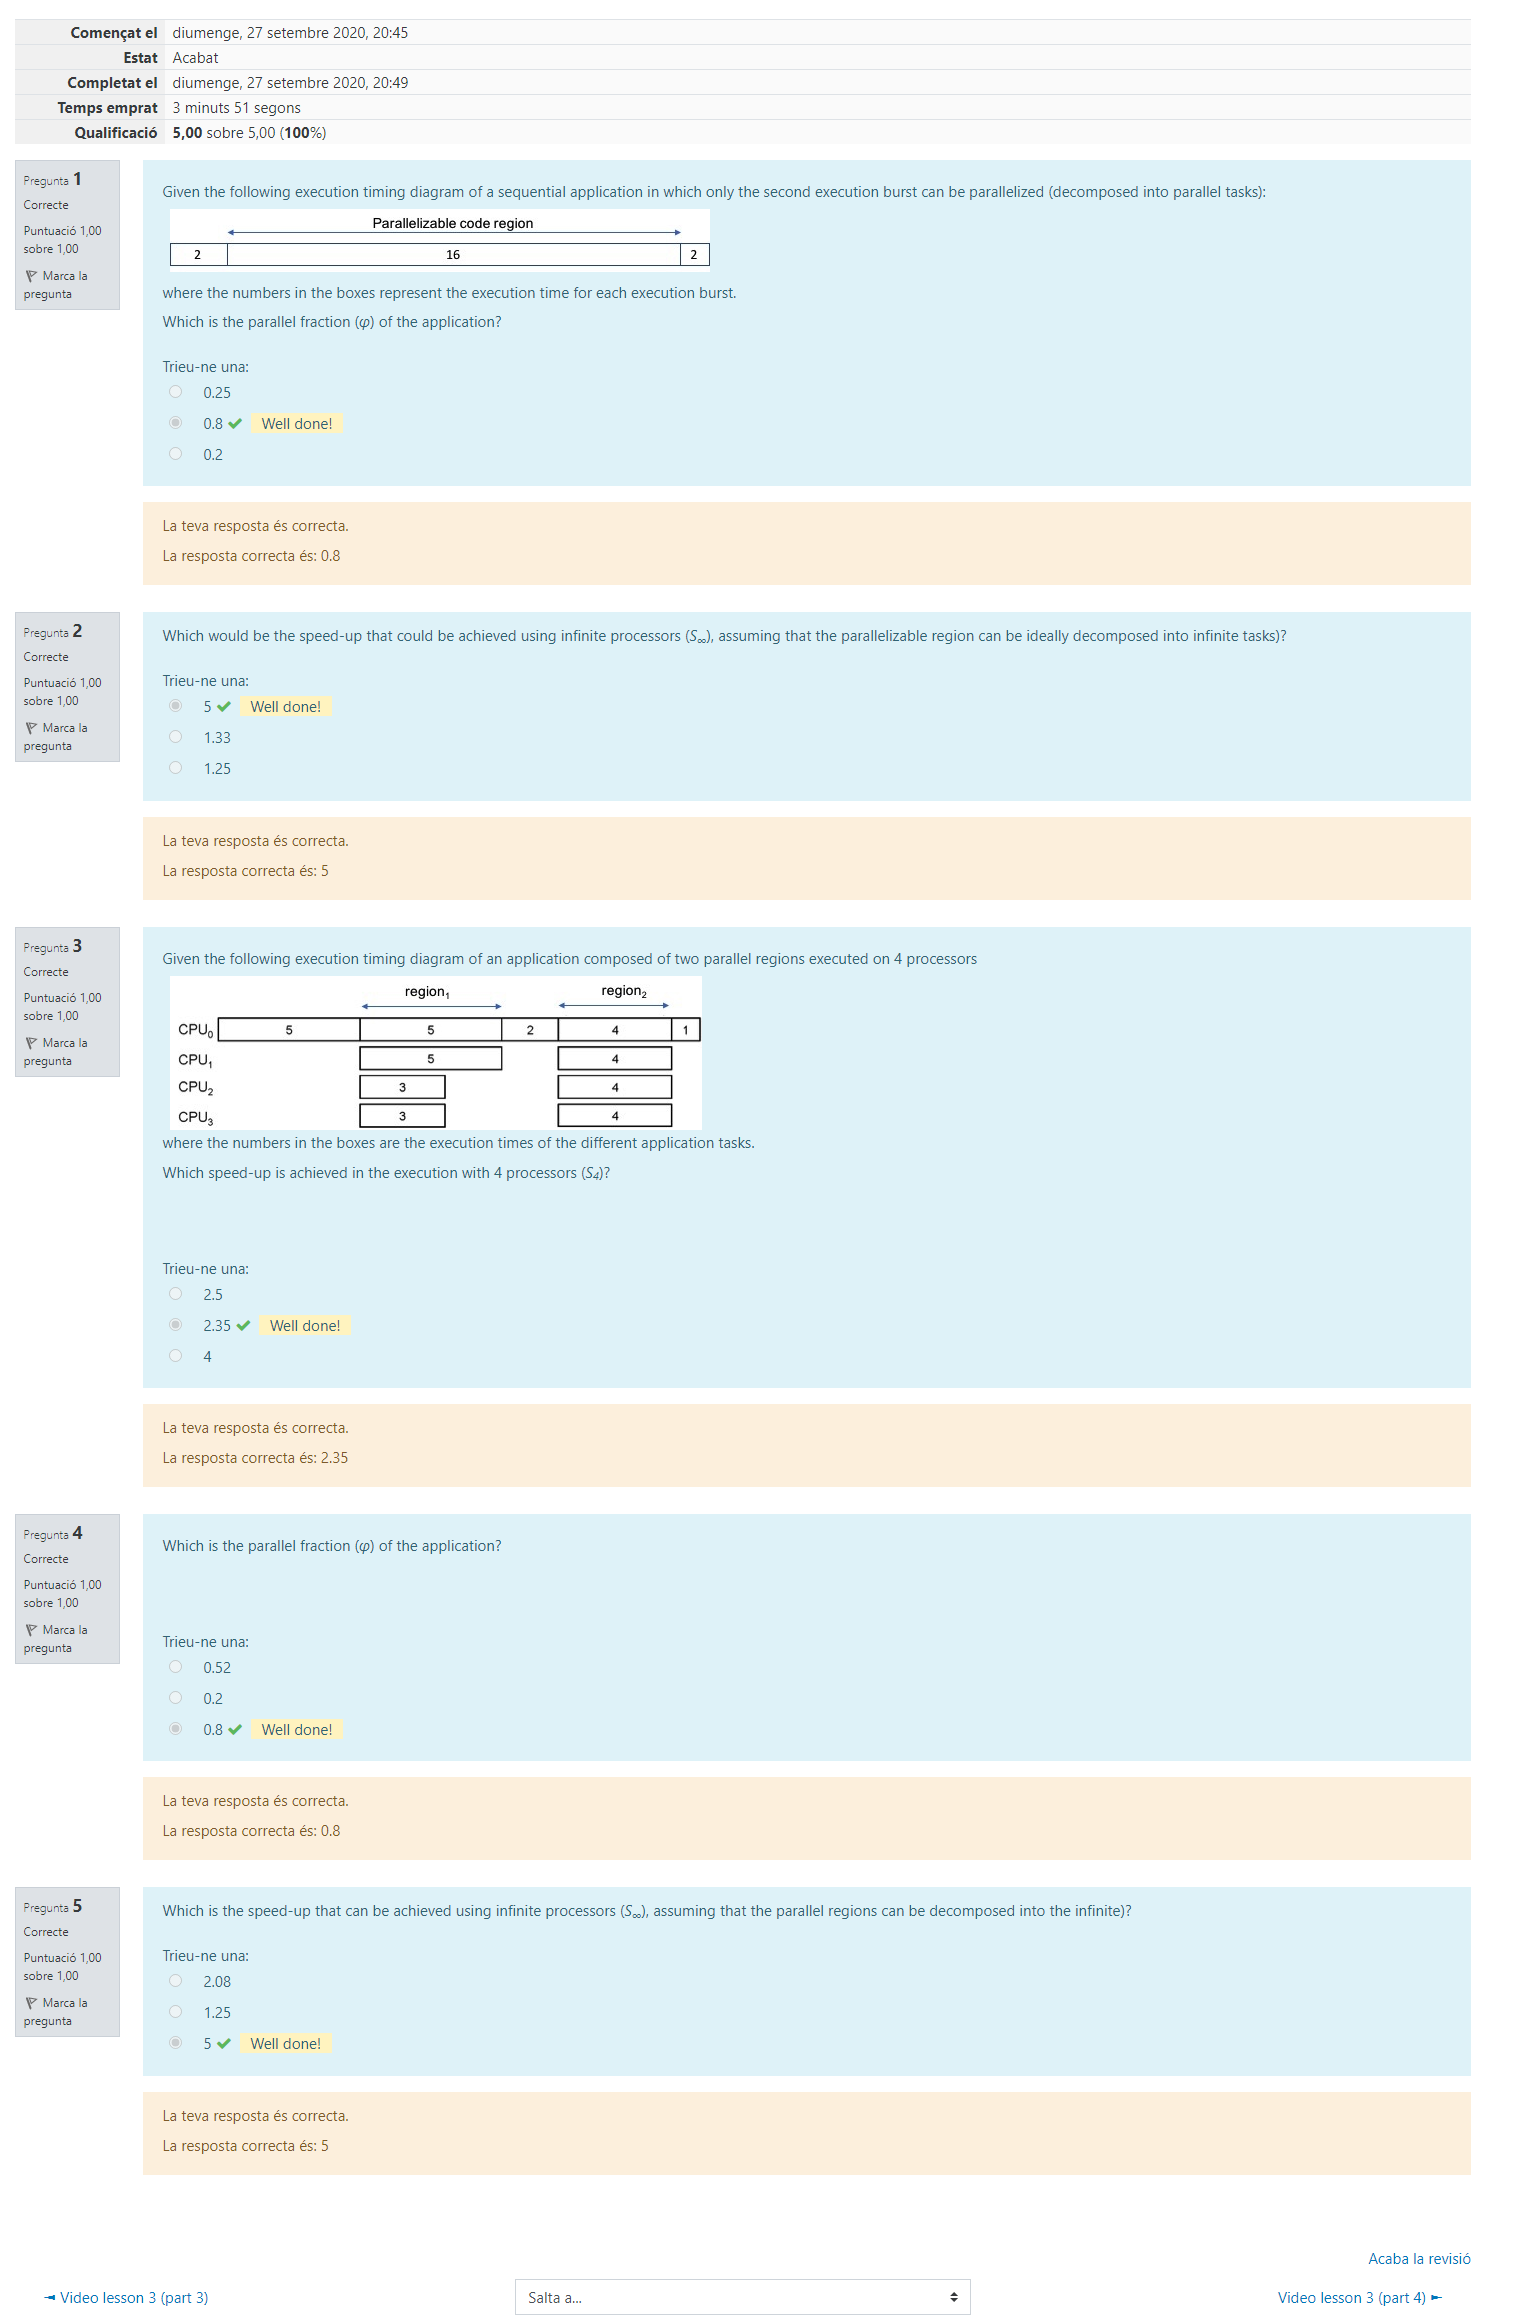 Començat el diumenge, 27 setembre 2020, 20:45
Estat Acabat
Completat el diumenge, 27 setembre 2020, 20:49
Temps emprat 3 minuts 51 segons
Qualificació 5,00 sobre 5,00 (100%)
Pregunta 1
Correcte
Puntuació 1,00
sobre 1,00
Marca la
pregunta
Given the following execution timing diagram of a sequential application in which only the second execution burst can be parallelized (decomposed into parallel tasks):
Parallelizable code region
2 16 2
where the numbers in the boxes represent the execution time for each execution burst.
Which is the parallel fraction (φ) of the application?
Trieu-ne una:
0.25
0.8 Well done!
0.2
La teva resposta és correcta.
La resposta correcta és: 0.8
Pregunta 2
Correcte
Puntuació 1,00
sobre 1,00
Marca la
pregunta
Which would be the speed-up that could be achieved using infinite processors (S∞), assuming that the parallelizable region can be ideally decomposed into infinite tasks)?
Trieu-ne una:
5 Well done!
1.33
1.25
La teva resposta és correcta.
La resposta correcta és: 5
Pregunta 3
Correcte
Puntuació 1,00
sobre 1,00
Marca la
pregunta
Given the following execution timing diagram of an application composed of two parallel regions executed on 4 processors
region₁ region₂
CPU₀ 5 5 2 4 1
CPU₁ 5 4
CPU₂ 3 4
CPU₃ 3 4
where the numbers in the boxes are the execution times of the different application tasks.
Which speed-up is achieved in the execution with 4 processors (S₄)?
Trieu-ne una:
2.5
2.35 Well done!
4
La teva resposta és correcta.
La resposta correcta és: 2.35
Pregunta 4
Correcte
Puntuació 1,00
sobre 1,00
Marca la
pregunta
Which is the parallel fraction (φ) of the application?
Trieu-ne una:
0.52
0.2
0.8 Well done!
La teva resposta és correcta.
La resposta correcta és: 0.8
Pregunta 5
Correcte
Puntuació 1,00
sobre 1,00
Marca la
pregunta
Which is the speed-up that can be achieved using infinite processors (S∞), assuming that the parallel regions can be decomposed into the infinite)?
Trieu-ne una:
2.08
1.25
5 Well done!
La teva resposta és correcta.
La resposta correcta és: 5
Acaba la revisió
◄ Video lesson 3 (part 3)
Salta a...
Video lesson 3 (part 4) ►